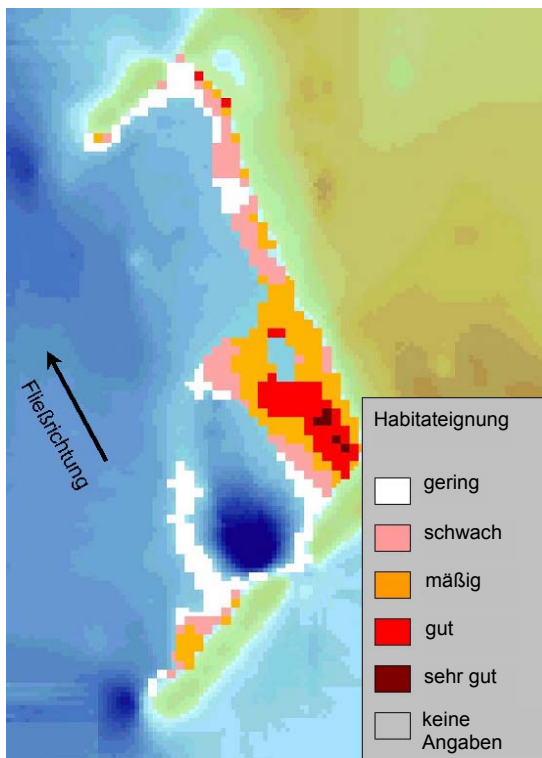 Fließrichtung
Habitateignung
gering
schwach
mäßig
gut
sehr gut
keine
Angaben